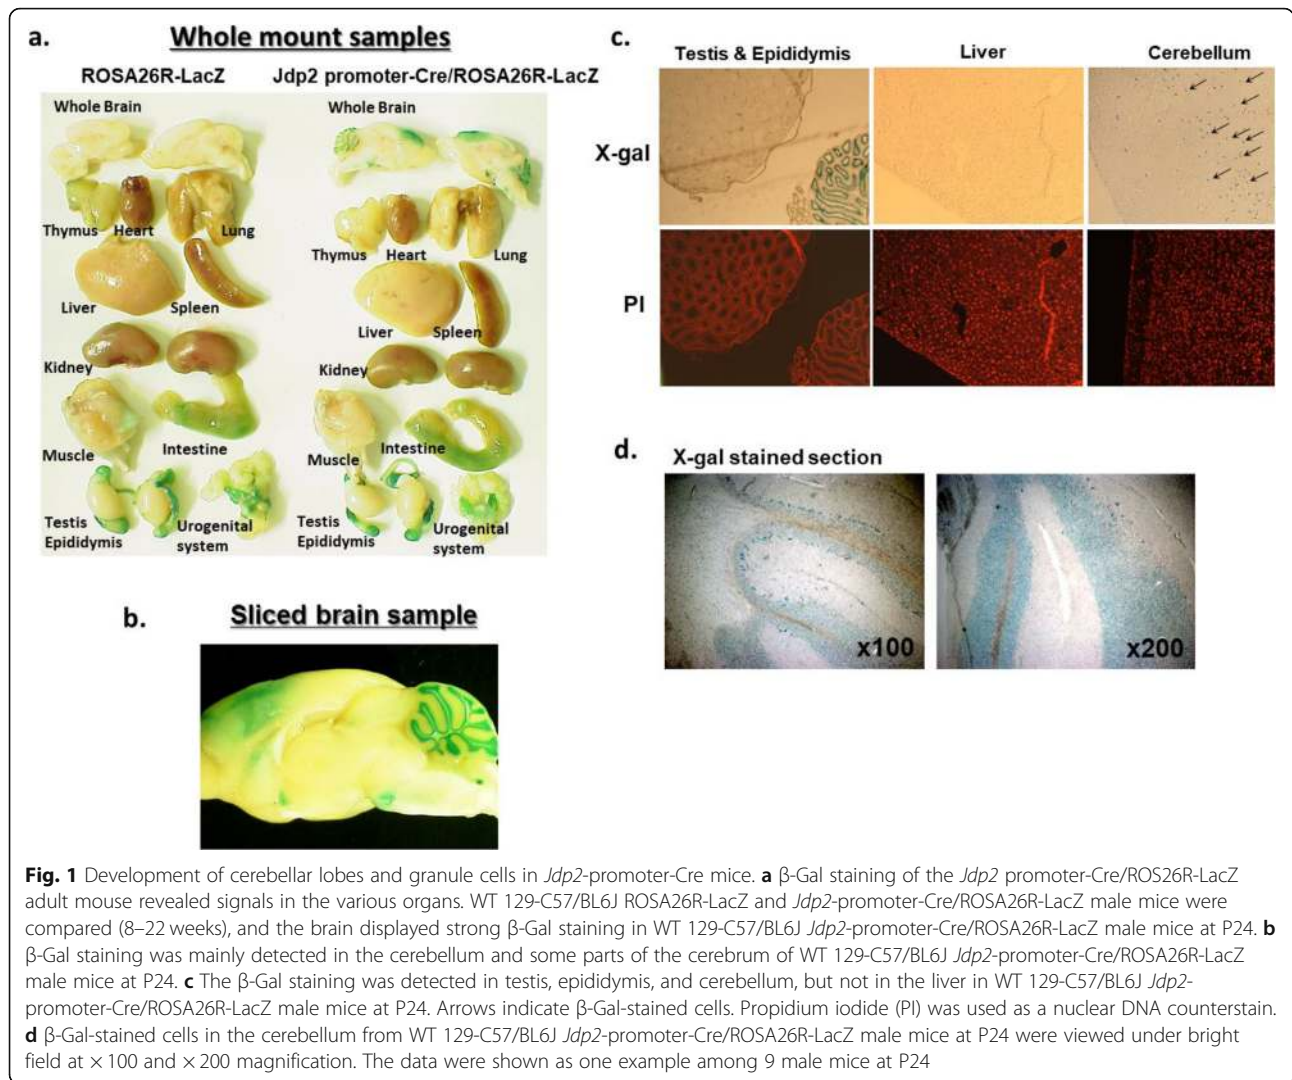 a.
Whole mount samples
ROSA26R-LacZ
Jdp2 promoter-Cre/ROSA26R-LacZ
Whole Brain
Thymus
Heart
Lung
Liver
Spleen
Kidney
Muscle
Intestine
Testis
Epididymis
Urogenital
system
Whole Brain
Thymus
Heart
Lung
Liver
Spleen
Kidney
Muscle
Intestine
Testis
Epididymis
Urogenital
system
b.
Sliced brain sample
c.
Testis & Epididymis
Liver
Cerebellum
X-gal
PI
d.
X-gal stained section
x100
x200
Fig. 1 Development of cerebellar lobes and granule cells in Jdp2-promoter-Cre mice. a β-Gal staining of the Jdp2 promoter-Cre/ROS26R-LacZ
adult mouse revealed signals in the various organs. WT 129-C57/BL6J ROSA26R-LacZ and Jdp2-promoter-Cre/ROSA26R-LacZ male mice were
compared (8–22 weeks), and the brain displayed strong β-Gal staining in WT 129-C57/BL6J Jdp2-promoter-Cre/ROSA26R-LacZ male mice at P24. b
β-Gal staining was mainly detected in the cerebellum and some parts of the cerebrum of WT 129-C57/BL6J Jdp2-promoter-Cre/ROSA26R-LacZ
male mice at P24. c The β-Gal staining was detected in testis, epididymis, and cerebellum, but not in the liver in WT 129-C57/BL6J Jdp2-
promoter-Cre/ROSA26R-LacZ male mice at P24. Arrows indicate β-Gal-stained cells. Propidium iodide (PI) was used as a nuclear DNA counterstain.
d β-Gal-stained cells in the cerebellum from WT 129-C57/BL6J Jdp2-promoter-Cre/ROSA26R-LacZ male mice at P24 were viewed under bright
field at × 100 and × 200 magnification. The data were shown as one example among 9 male mice at P24